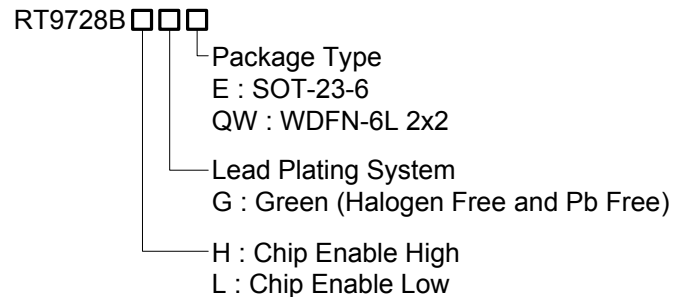 RT9728B□□□
Package Type
E : SOT-23-6
QW : WDFN-6L 2x2
Lead Plating System
G : Green (Halogen Free and Pb Free)
H : Chip Enable High
L : Chip Enable Low